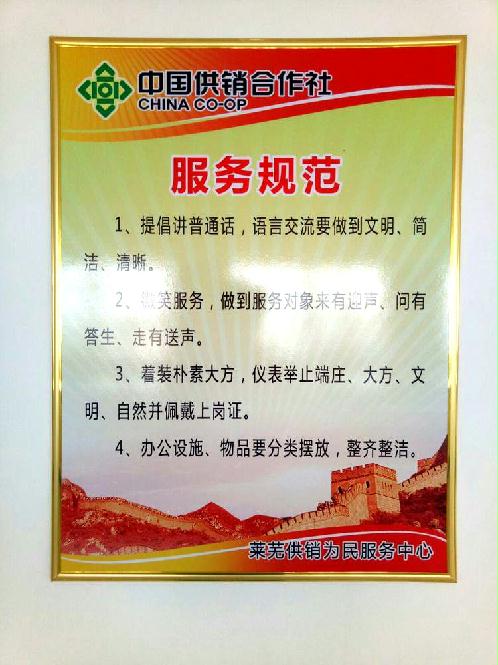 中国供销合作社
CHINA CO-OP
服务规范
1、提倡讲普通话，语言交流要做到文明、简
洁、清晰。
2、微笑服务，做到服务对象来有迎声、问有
答生、走有送声。
3、着装朴素大方，仪表举止端庄、大方、文
明、自然并佩戴上岗证。
4、办公设施、物品要分类摆放，整齐整洁。
莱芜供销为民服务中心